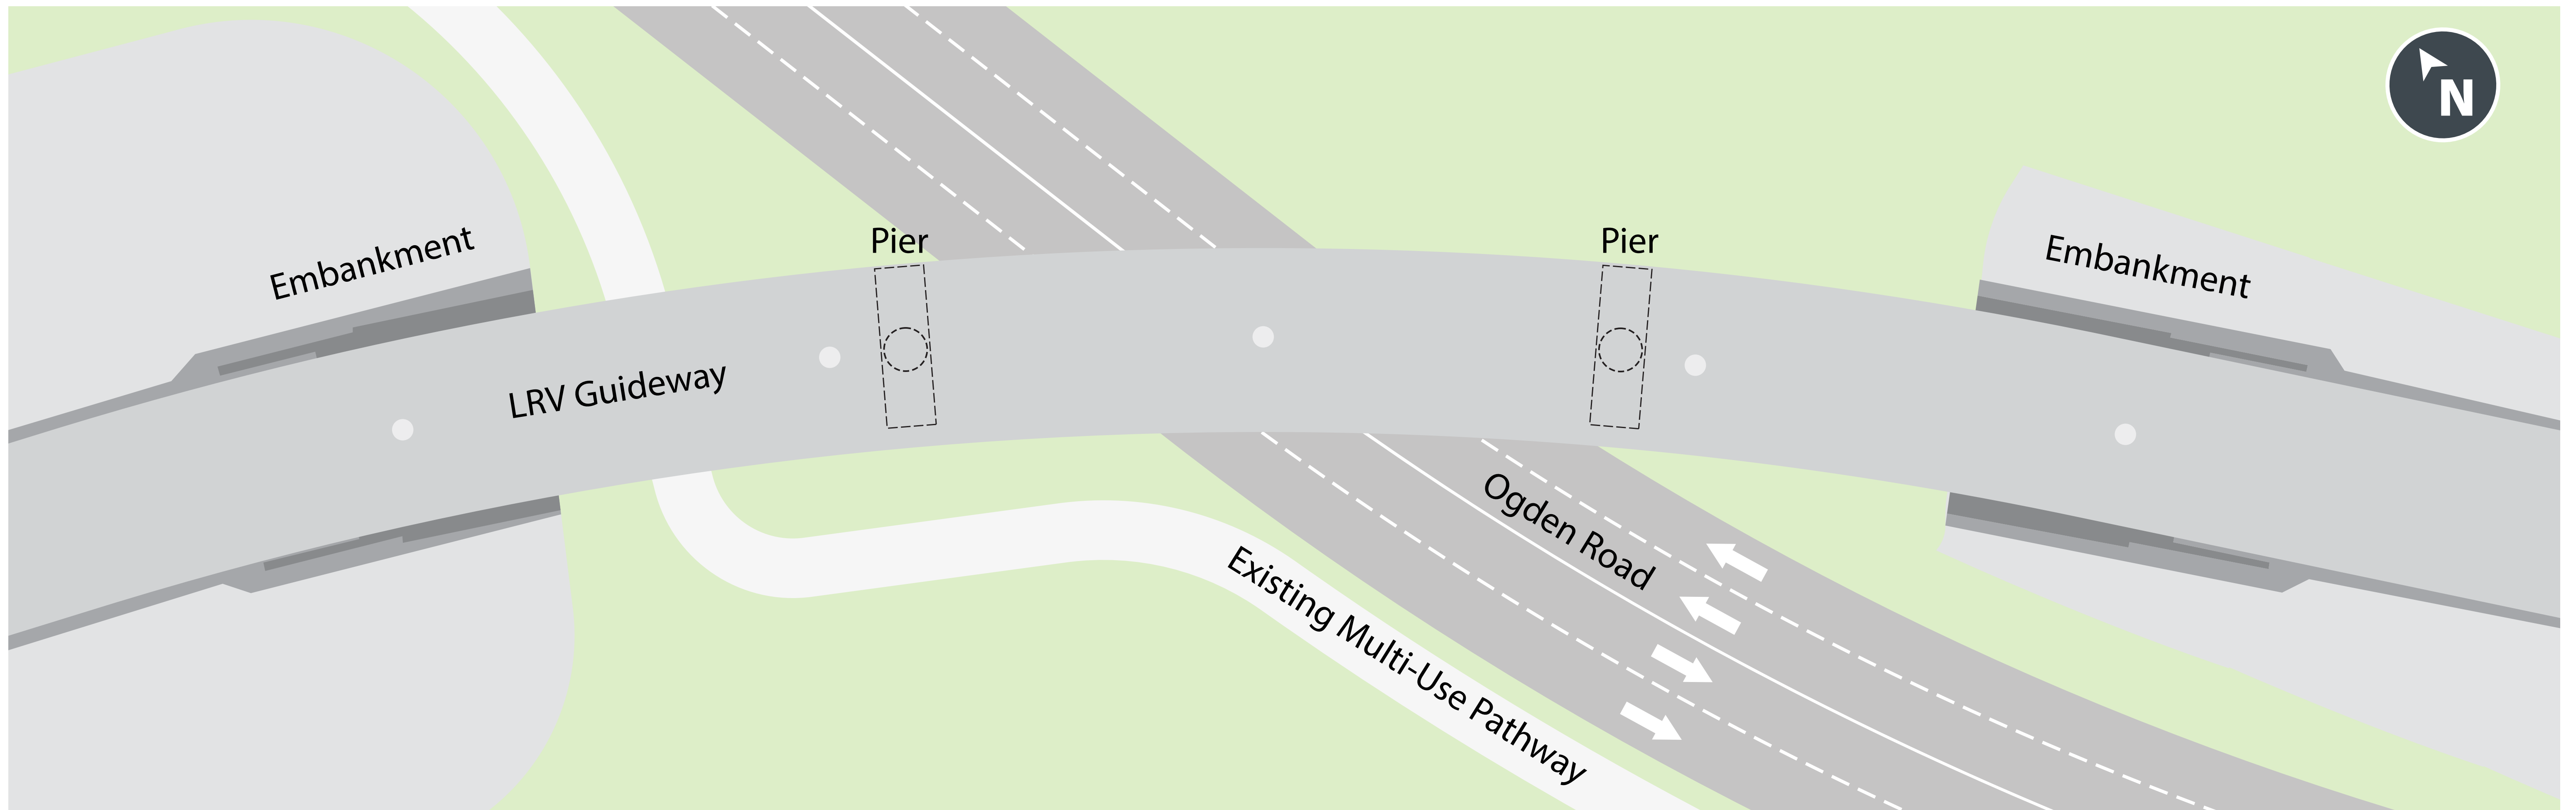 N
Pier
Pier
Embankment
Embankment
LRV Guideway
Ogden Road
Existing Multi-Use Pathway